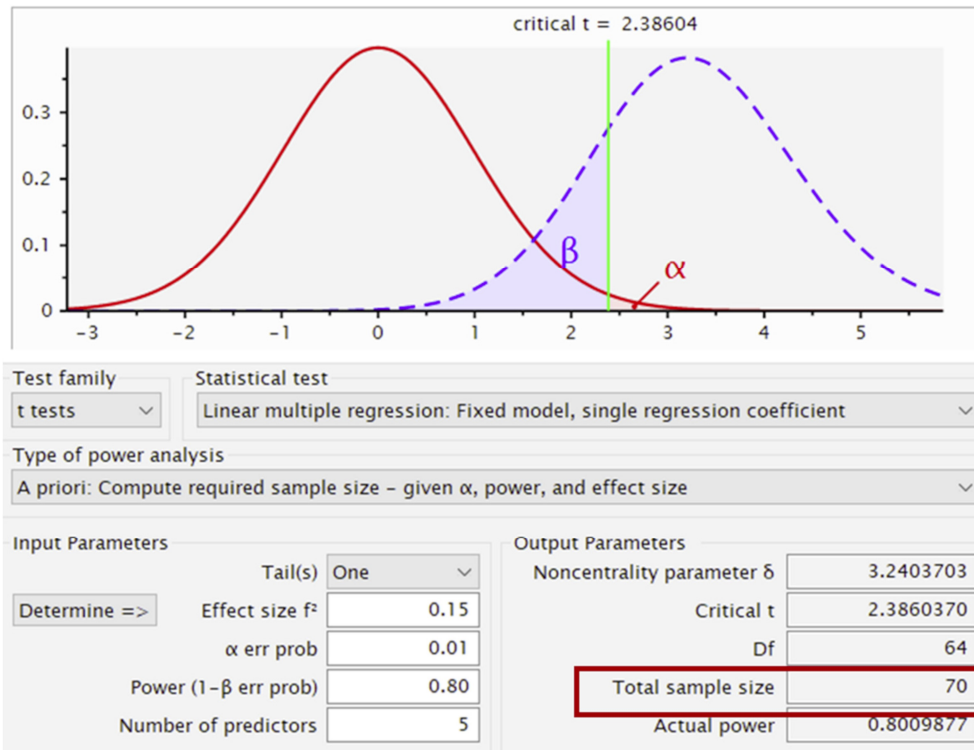 critical t = 2.38604
0.3
0.2
0.1
0
β
α
-3 -2 -1 0 1 2 3 4 5
Test family
Statistical test
t tests
Linear multiple regression: Fixed model, single regression coefficient
Type of power analysis
A priori: Compute required sample size – given α, power, and effect size
Input Parameters
Tail(s) One
Determine => Effect size f² 0.15
α err prob 0.01
Power (1-β err prob) 0.80
Number of predictors 5
Output Parameters
Noncentrality parameter δ 3.2403703
Critical t 2.3860370
Df 64
Total sample size 70
Actual power 0.8009877